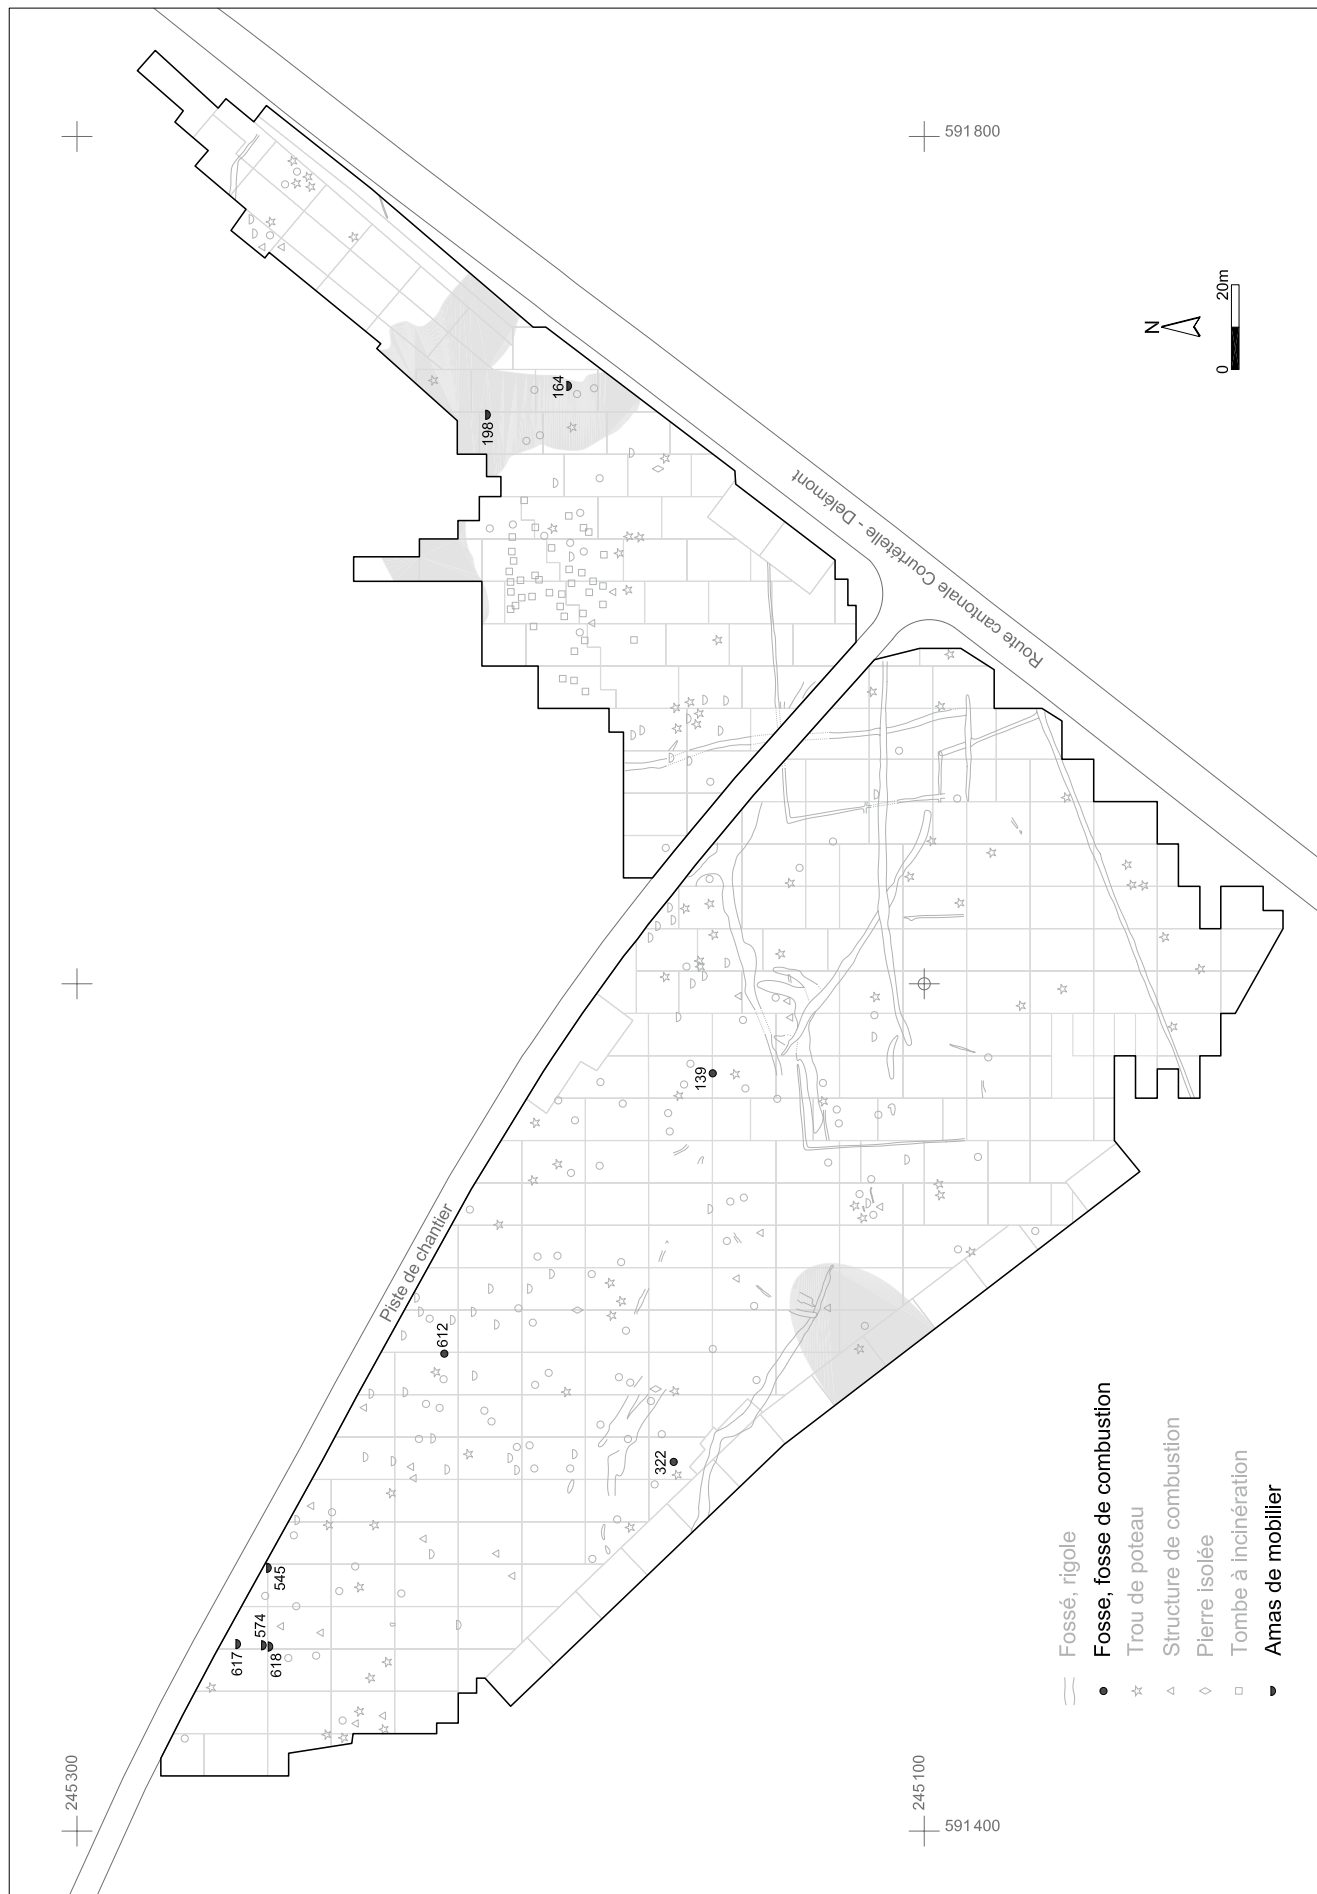 591 800
N
0 20m
164
198
Route cantonale Courtételle - Delémont
Piste de chantier
139
612
322
545
574
617
618
Fossé, rigole
Fosse, fosse de combustion
Trou de poteau
Structure de combustion
Pierre isolée
Tombe à incinération
Amas de mobilier
245 300
245 100
591 400